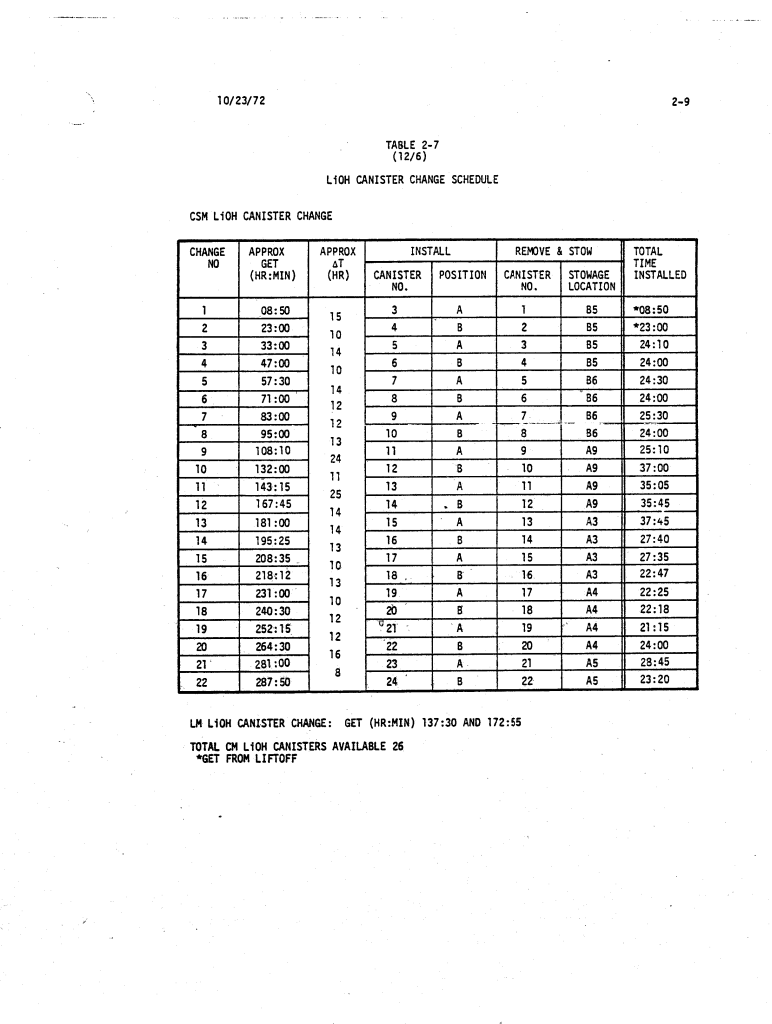 10/23/72 2-9
TABLE 2-7
(12/6)
LiOH CANISTER CHANGE SCHEDULE
CSM LiOH CANISTER CHANGE
CHANGE APPROX APPROX INSTALL REMOVE & STOW TOTAL
NO GET ΔT TIME
(HR:MIN) (HR) CANISTER POSITION CANISTER STOWAGE INSTALLED
NO. NO. LOCATION
1 08:50 3 A 1 B5 *08:50
15
2 23:00 4 B 2 B5 *23:00
10
3 33:00 5 A 3 B5 24:10
14
4 47:00 6 B 4 B5 24:00
10
5 57:30 7 A 5 B6 24:30
14
6 71:00 8 B 6 B6 24:00
12
7 83:00 9 A 7 B6 25:30
12
8 95:00 10 B 8 B6 24:00
13
9 108:10 11 A 9 A9 25:10
24
10 132:00 12 B 10 A9 37:00
11
11 143:15 13 A 11 A9 35:05
25
12 167:45 14 B 12 A9 35:45
14
13 181:00 15 A 13 A3 37:45
14
14 195:25 16 B 14 A3 27:40
13
15 208:35 17 A 15 A3 27:35
10
16 218:12 18 B 16 A3 22:47
13
17 231:00 19 A 17 A4 22:25
10
18 240:30 20 B 18 A4 22:18
12
19 252:15 21 A 19 A4 21:15
12
20 264:30 22 B 20 A4 24:00
16
21 281:00 23 A 21 A5 28:45
8
22 287:50 24 B 22 A5 23:20
LM LiOH CANISTER CHANGE: GET (HR:MIN) 137:30 AND 172:55
TOTAL CM LiOH CANISTERS AVAILABLE 26
*GET FROM LIFTOFF